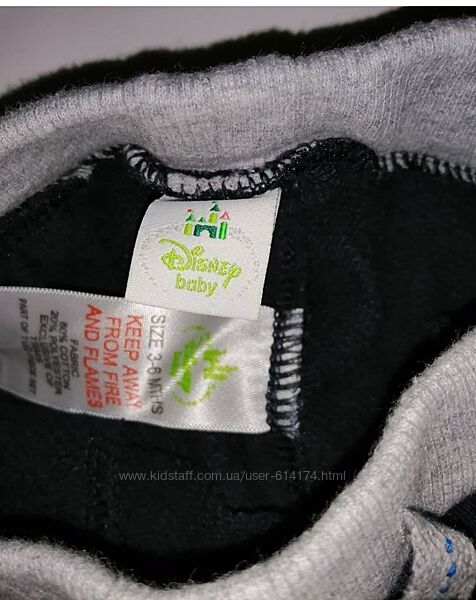 Disney
baby
SIZE 3-6 Mths
KEEP AWAY
FROM FIRE
AND FLAMES
FABRIC
80% COTTON
20% POLYESTER
www.kidstaff.com.ua/user-614174.html